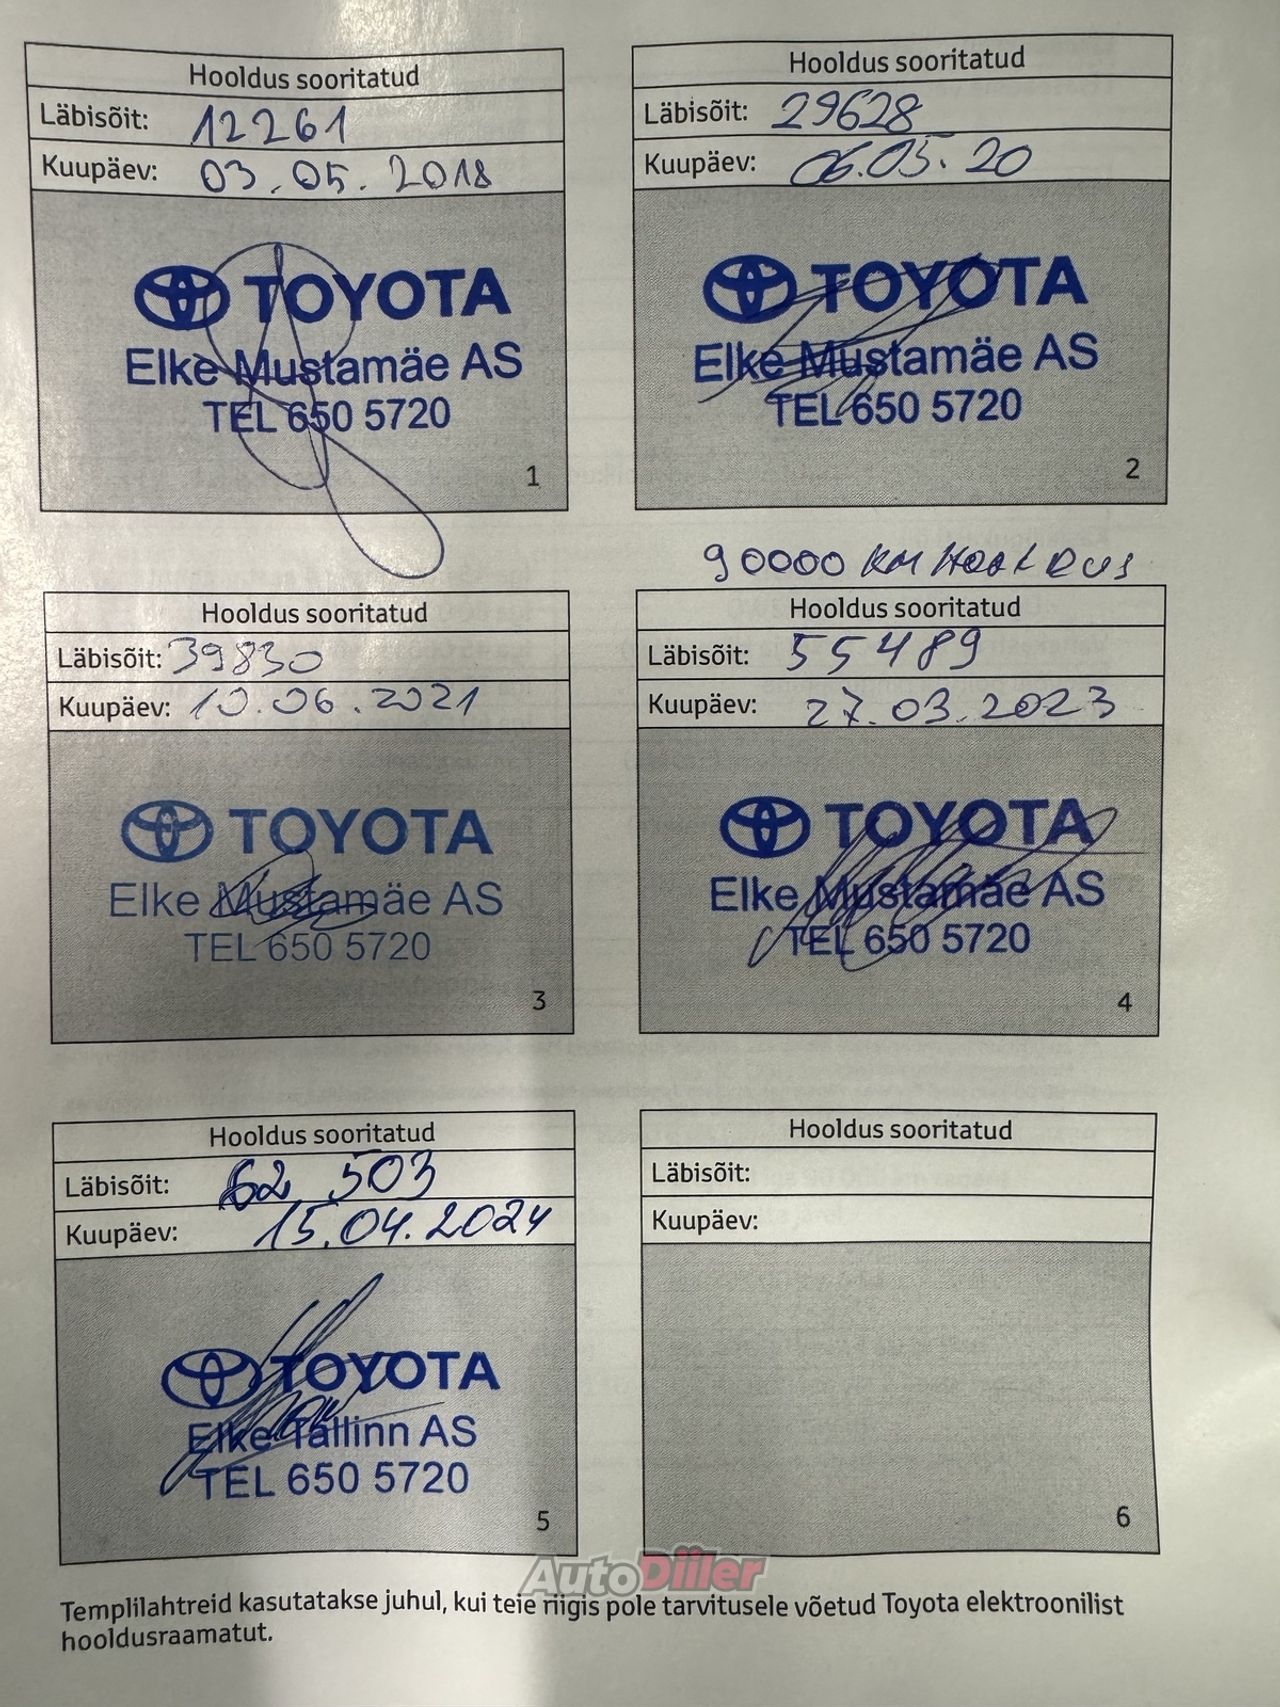 Hooldus sooritatud
Läbisõit: 12261
Kuupäev: 03.05.2018
TOYOTA
Elke Mustamäe AS
TEL 650 5720
1
Hooldus sooritatud
Läbisõit: 29628
Kuupäev: 06.05.20
TOYOTA
Elke Mustamäe AS
TEL 650 5720
2
Hooldus sooritatud
Läbisõit: 39830
Kuupäev: 10.06.2021
TOYOTA
Elke Mustamäe AS
TEL 650 5720
3
90000 KM HOOLDUS
Hooldus sooritatud
Läbisõit: 55489
Kuupäev: 27.03.2023
TOYOTA
Elke Mustamäe AS
TEL 650 5720
4
Hooldus sooritatud
Läbisõit: 62 503
Kuupäev: 15.04.2024
TOYOTA
Elke Tallinn AS
TEL 650 5720
5
Hooldus sooritatud
Läbisõit:
Kuupäev:
6
AutoDiiler
Templilahtreid kasutatakse juhul, kui teie riigis pole tarvitusele võetud Toyota elektroonilist
hooldusraamatut.